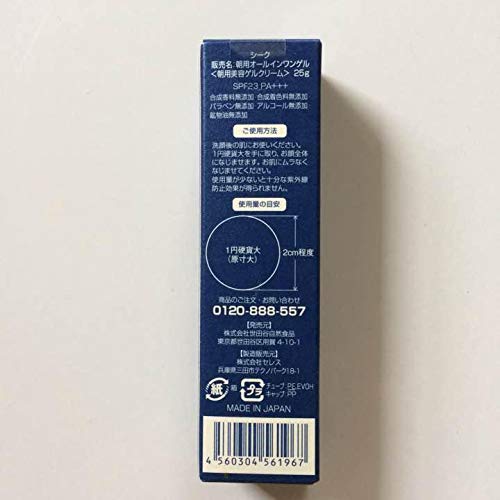 シーク
販売名：朝用オールインワンゲル
＜朝用美容ゲルクリーム＞ 25g
SPF23 PA+++
合成香料無添加・合成着色料無添加
パラベン無添加・アルコール無添加
鉱物油無添加
ご使用方法
洗顔後の肌にお使いください。
1円硬貨大を手に取り、お顔全体
になじませます。お肌にムラなく
なじませてください。
使用量が少ないと十分な紫外線
防止効果が得られません。
使用量の目安
1円硬貨大
（原寸大）
2cm程度
商品のご注文・お問い合わせ
0120-888-557
【発売元】
株式会社世田谷自然食品
東京都世田谷区用賀 4-10-1
【製造販売元】
株式会社セレス
兵庫県三田市テクノパーク18-1
紙 箱 プラ チューブ PE,EVOH
キャップ PP
MADE IN JAPAN
4 560304 561967